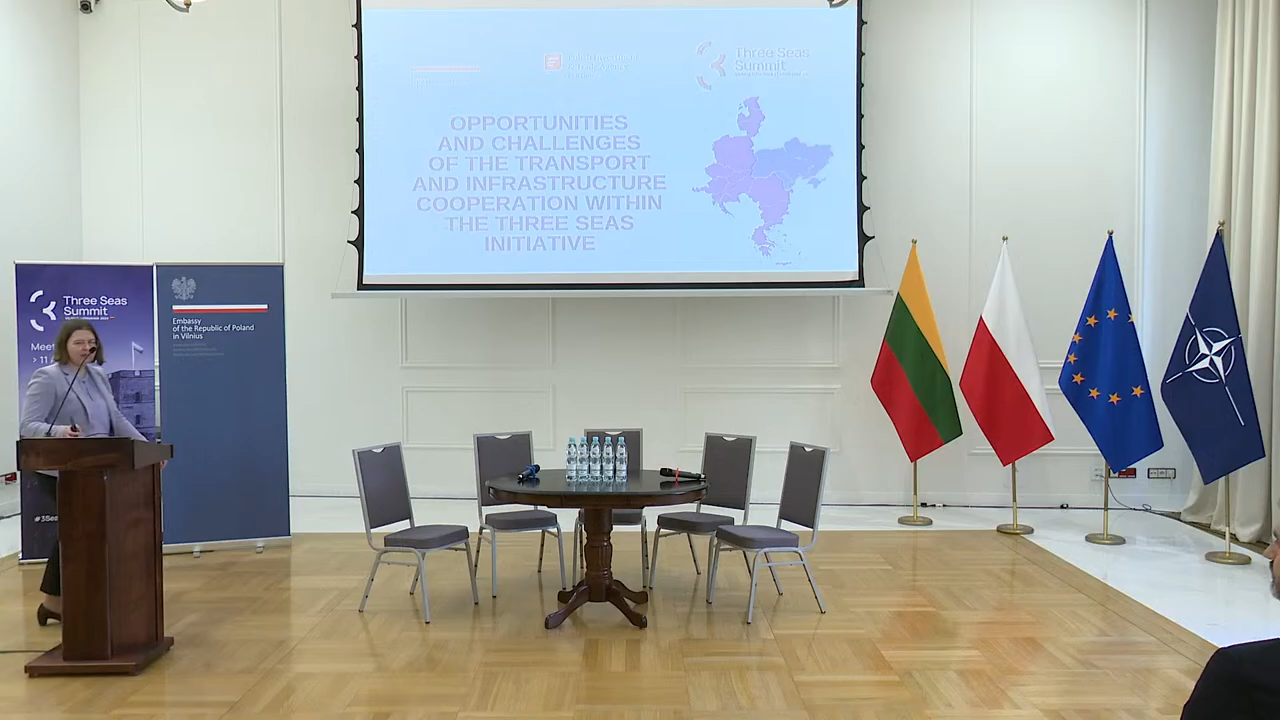 Three Seas
Summit
OPPORTUNITIES
AND CHALLENGES
OF THE TRANSPORT
AND INFRASTRUCTURE
COOPERATION WITHIN
THE THREE SEAS
INITIATIVE
Three Seas
Summit
Embassy
of the Republic of Poland
in Vilnius